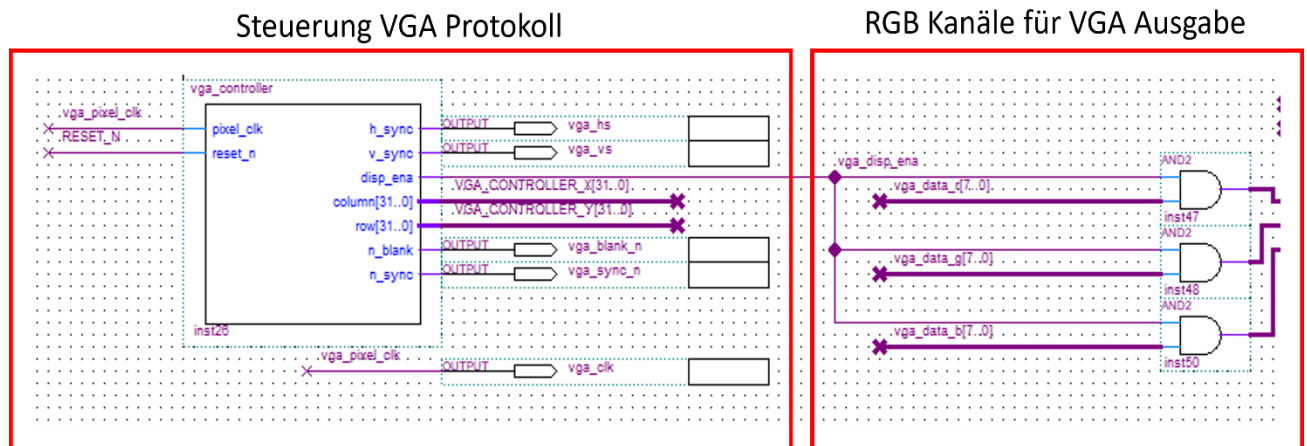 Steuerung VGA Protokoll
RGB Kanäle für VGA Ausgabe
vga_controller
vga_pixel_clk
RESET_N
pixel_clk
reset_n
h_sync
v_sync
disp_ena
column[31..0]
row[31..0]
n_blank
n_sync
inst26
OUTPUT
vga_hs
OUTPUT
vga_vs
VGA_CONTROLLER_X[31..0]
VGA_CONTROLLER_Y[31..0]
OUTPUT
vga_blank_n
OUTPUT
vga_sync_n
vga_pixel_clk
OUTPUT
vga_clk
vga_disp_ena
vga_data_r[7..0]
AND2
inst47
vga_data_g[7..0]
AND2
inst48
vga_data_b[7..0]
AND2
inst50